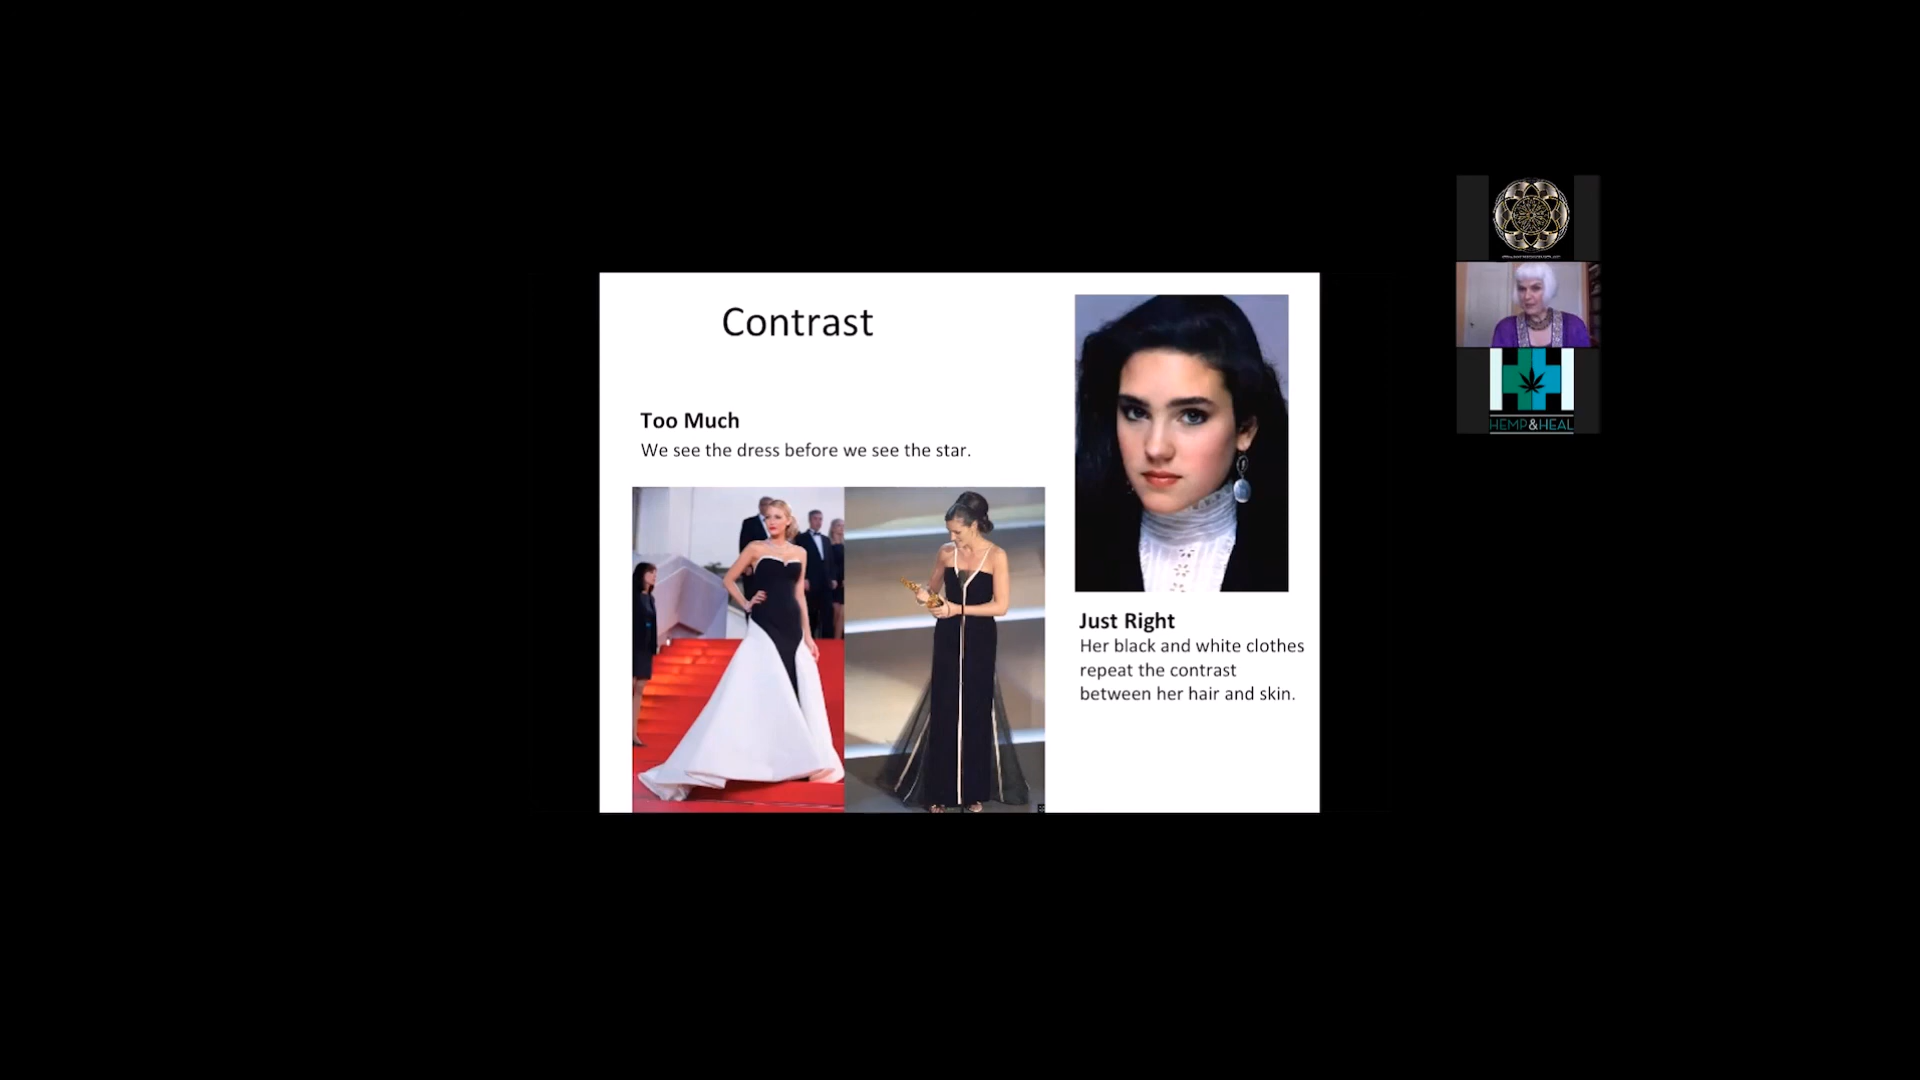 Contrast
Too Much
We see the dress before we see the star.
Just Right
Her black and white clothes
repeat the contrast
between her hair and skin.
HEMP&HEAL